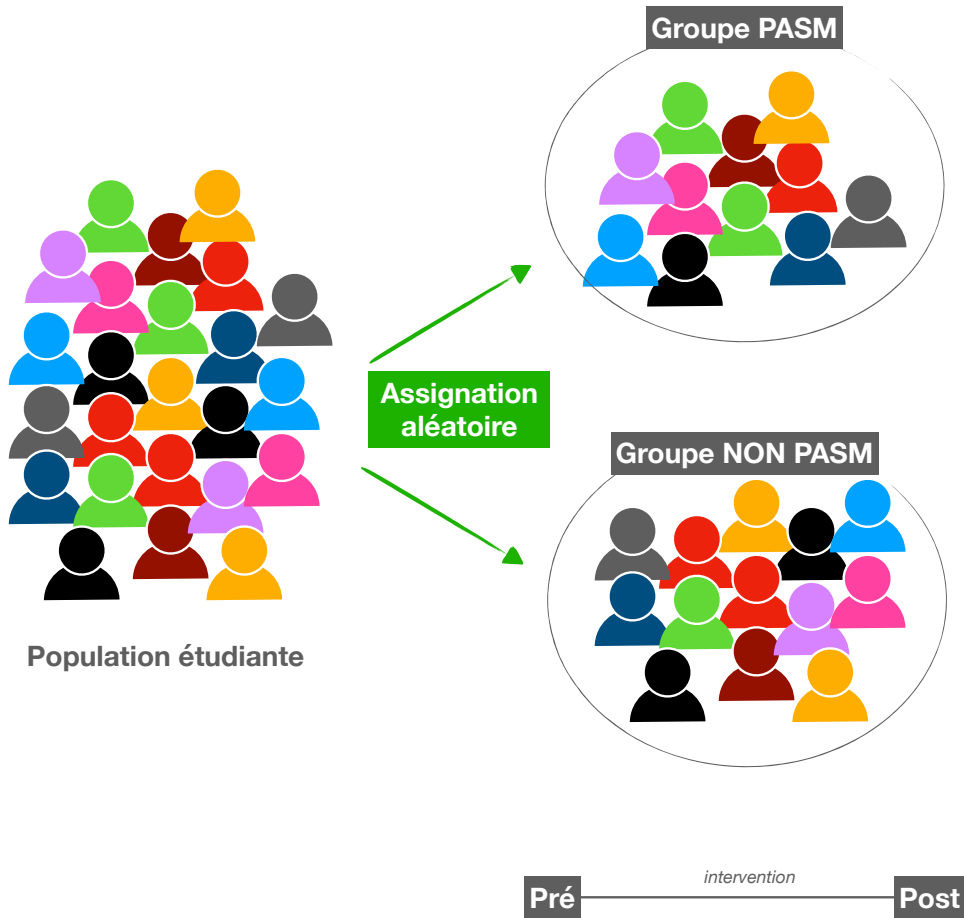 Groupe PASM
Assignation
aléatoire
Groupe NON PASM
Population étudiante
intervention
Pré
Post